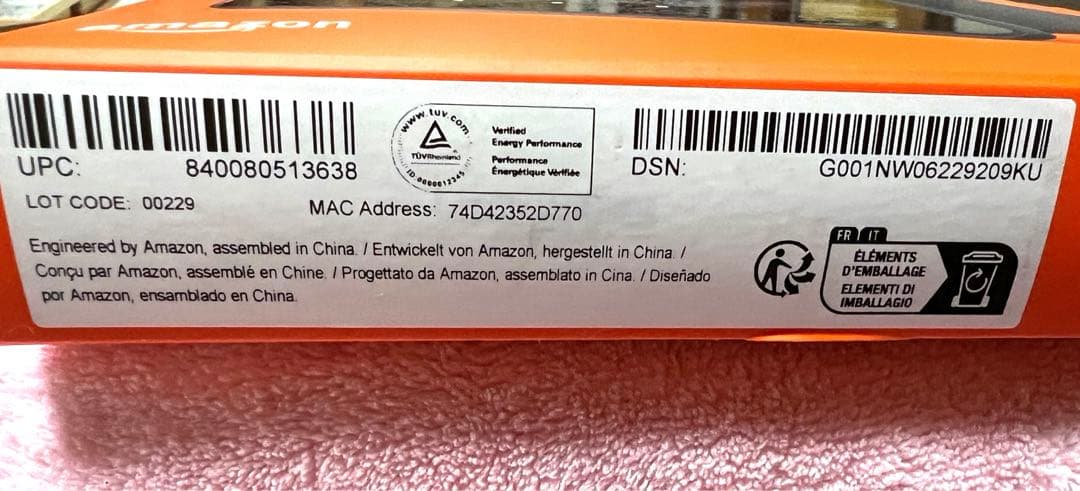 amazon
UPC: 840080513638
www.tuv.com
TÜVRheinland
ID 0000012345
Verified
Energy Performance
Performance
Énergétique Vérifiée
DSN: G001NW06229209KU
LOT CODE: 00229
MAC Address: 74D42352D770
Engineered by Amazon, assembled in China. / Entwickelt von Amazon, hergestellt in China. /
Conçu par Amazon, assemblé en Chine. / Progettato da Amazon, assemblato in Cina. / Diseñado
por Amazon, ensamblado en China.
FR IT
ÉLÉMENTS
D'EMBALLAGE
ELEMENTI DI
IMBALLAGIO